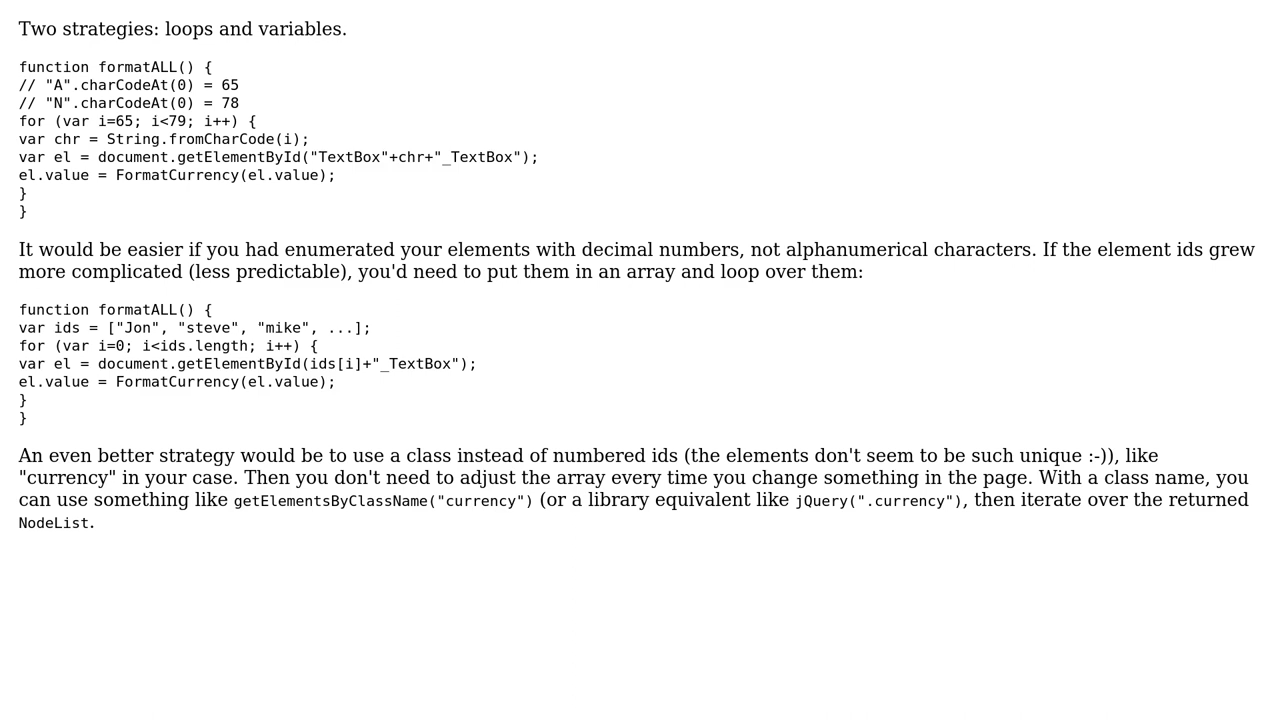 Two strategies: loops and variables.
function formatALL() {
// "A".charCodeAt(0) = 65
// "N".charCodeAt(0) = 78
for (var i=65; i<79; i++) {
var chr = String.fromCharCode(i);
var el = document.getElementById("TextBox"+chr+"_TextBox");
el.value = FormatCurrency(el.value);
}
}
It would be easier if you had enumerated your elements with decimal numbers, not alphanumerical characters. If the element ids grew
more complicated (less predictable), you'd need to put them in an array and loop over them:
function formatALL() {
var ids = ["Jon", "steve", "mike", ...];
for (var i=0; i<ids.length; i++) {
var el = document.getElementById(ids[i]+"_TextBox");
el.value = FormatCurrency(el.value);
}
}
An even better strategy would be to use a class instead of numbered ids (the elements don't seem to be such unique :-)), like
"currency" in your case. Then you don't need to adjust the array every time you change something in the page. With a class name, you
can use something like getElementsByClassName("currency") (or a library equivalent like jQuery(".currency"), then iterate over the returned
NodeList.